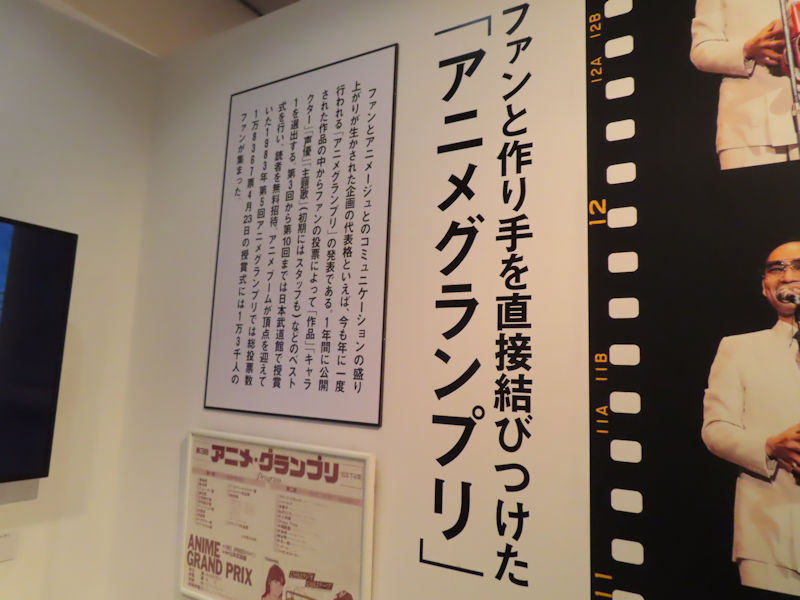 ファンと作り手を直接結びつけた
「アニメグランプリ」
ファンとアニメージュとのコミュニケーションの盛り
上がりが生かされた企画の代表格といえば、今も年に一度
行われる「アニメグランプリ」の発表である。1年間に公開
された作品の中からファンの投票によって「作品」「キャラ
クター」「声優」「主題歌」(初期にはスタッフも)などのベスト
1を選出する。第3回から第10回までは日本武道館で授賞
式を行い、読者を無料招待。アニメブームが頂点を迎えて
いた1983年第5回アニメグランプリでは総投票数
1万8367票4月23日の授賞式には1万3千人の
ファンが集まった。
第3回 アニメ・グランプリ
Program
ANIME
GRAND PRIX
12B
12A
12
11B
11A
11